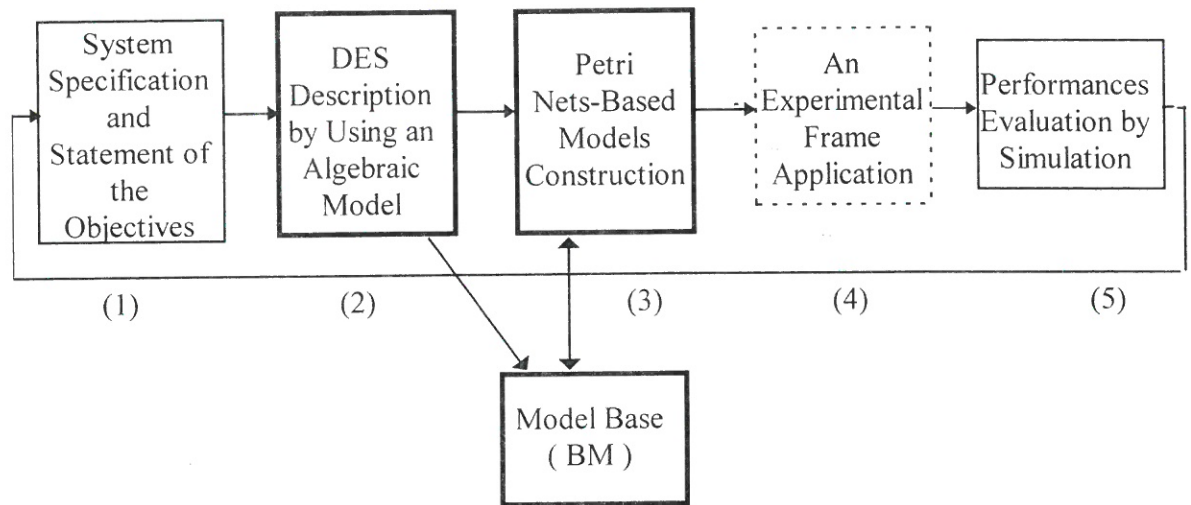 System
Specification
and
Statement of
the
Objectives
DES
Description
by Using an
Algebraic
Model
Petri
Nets-Based
Models
Construction
An
Experimental
Frame
Application
Performances
Evaluation by
Simulation
(1)
(2)
(3)
(4)
(5)
Model Base
( BM )